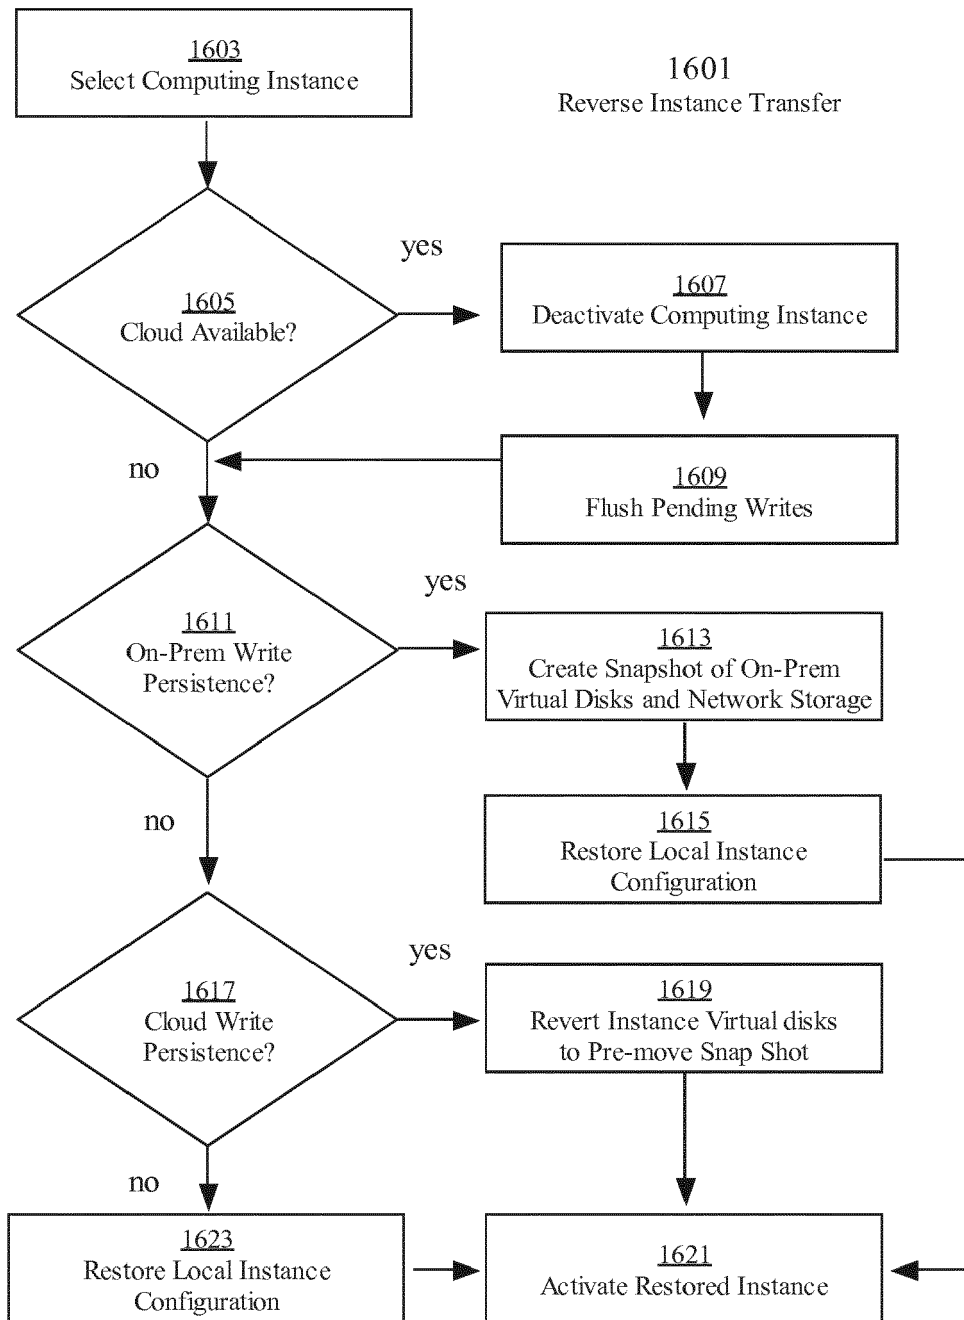 1603
Select Computing Instance
1601
Reverse Instance Transfer
yes
1605
Cloud Available?
1607
Deactivate Computing Instance
no
1609
Flush Pending Writes
yes
1611
On-Prem Write
Persistence?
1613
Create Snapshot of On-Prem
Virtual Disks and Network Storage
no
1615
Restore Local Instance
Configuration
yes
1617
Cloud Write
Persistence?
1619
Revert Instance Virtual disks
to Pre-move Snap Shot
no
1623
Restore Local Instance
Configuration
1621
Activate Restored Instance